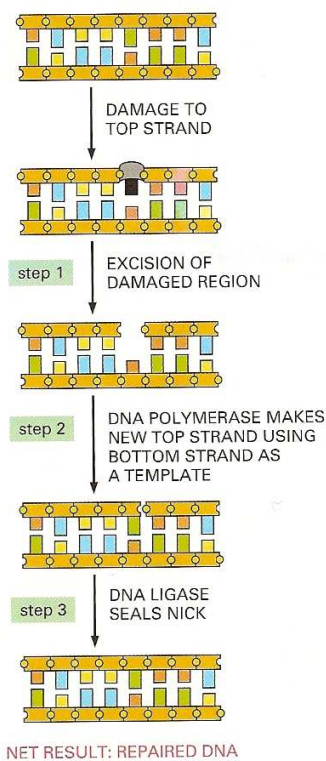 DAMAGE TO
TOP STRAND
step 1
EXCISION OF
DAMAGED REGION
step 2
DNA POLYMERASE MAKES
NEW TOP STRAND USING
BOTTOM STRAND AS
A TEMPLATE
step 3
DNA LIGASE
SEALS NICK
NET RESULT: REPAIRED DNA